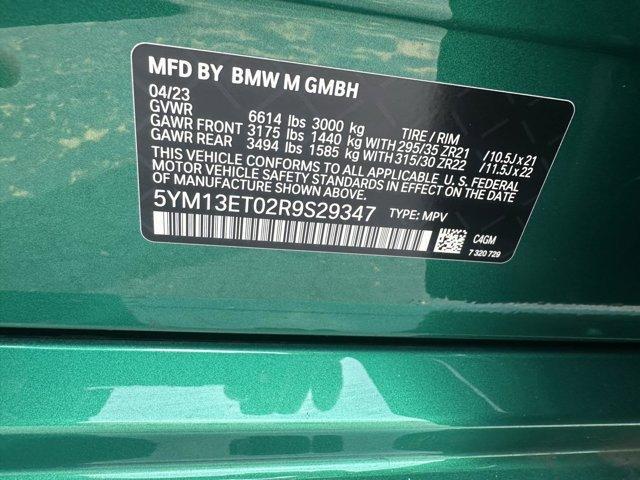 MFD BY BMW M GMBH
04/23
GVWR 6614 lbs 3000 kg TIRE / RIM
GAWR FRONT 3175 lbs 1440 kg WITH 295/35 ZR21 /10.5J x 21
GAWR REAR 3494 lbs 1585 kg WITH 315/30 ZR22 /11.5J x 22
THIS VEHICLE CONFORMS TO ALL APPLICABLE U.S. FEDERAL
MOTOR VEHICLE SAFETY STANDARDS IN EFFECT ON THE DATE
OF MANUFACTURE SHOWN ABOVE.
5YM13ET02R9S29347 TYPE: MPV
C4GM
7 320 729